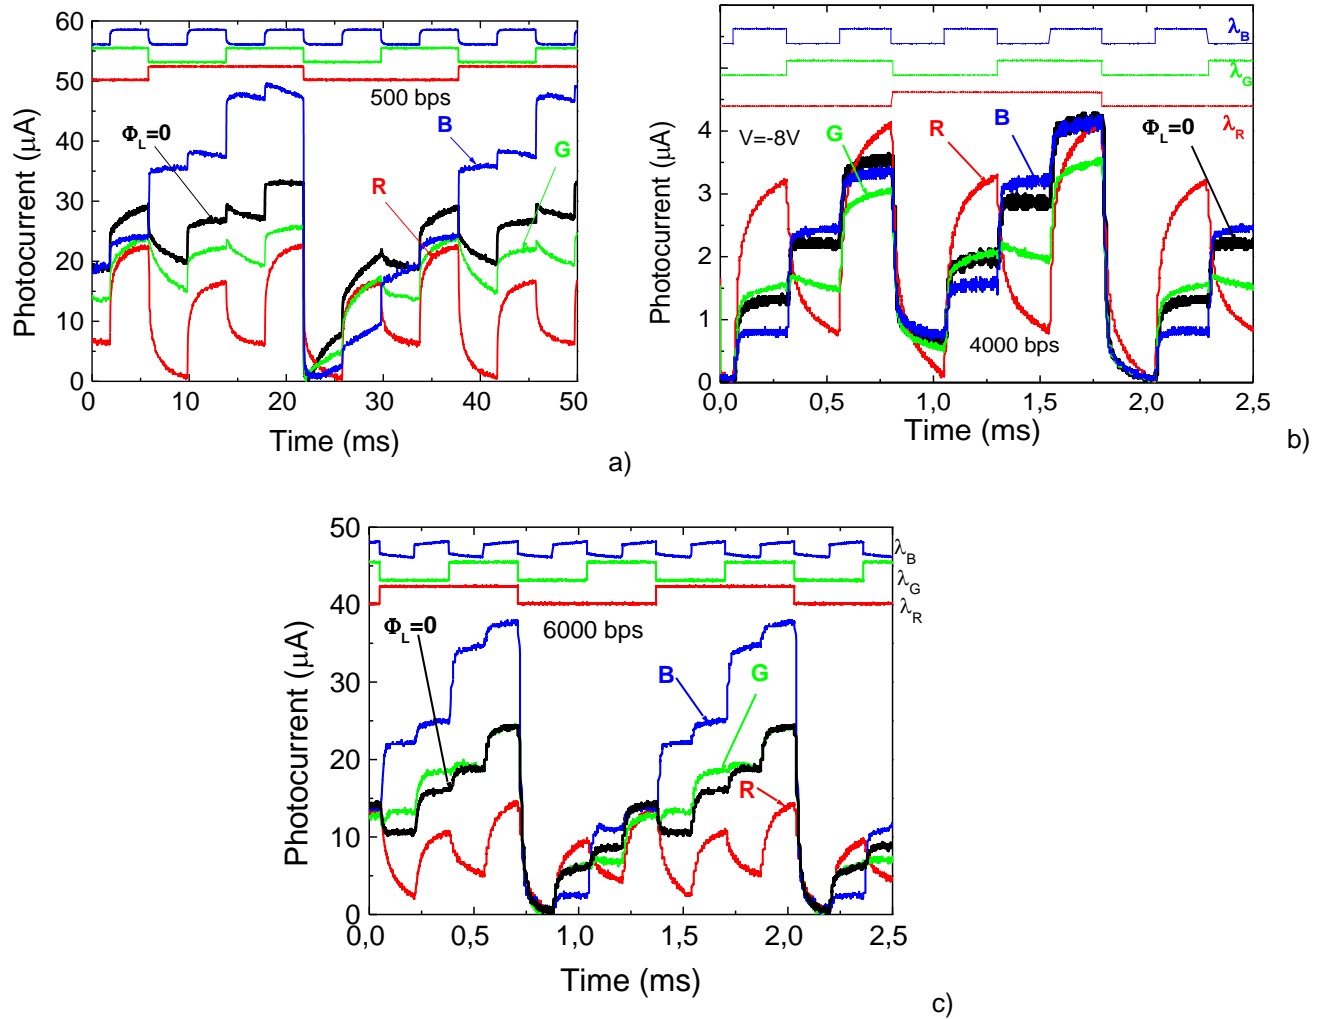 60
50
40
30
20
10
0
Photocurrent (μA)
500 bps
Φ_L=0
B
G
R
0 10 20 30 40 50
Time (ms)
a)
λ_B
λ_G
λ_R
V=-8V
G
R
B
Φ_L=0
4
3
2
1
0
Photocurrent (μA)
4000 bps
0,0 0,5 1,0 1,5 2,0 2,5
Time (ms)
b)
50
40
30
20
10
0
Photocurrent (μA)
λ_B
λ_G
λ_R
Φ_L=0
6000 bps
B
G
R
0,0 0,5 1,0 1,5 2,0 2,5
Time (ms)
c)